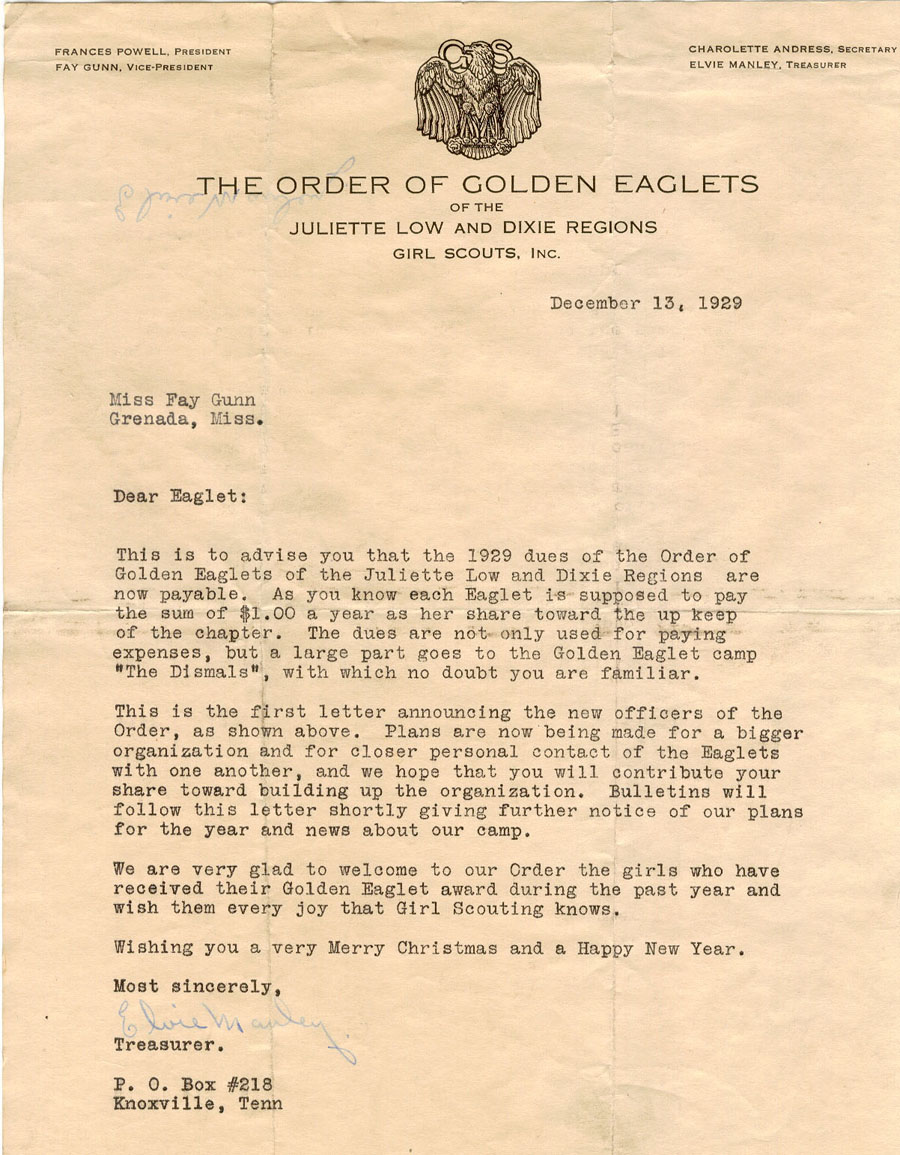 FRANCES POWELL, PRESIDENT
FAY GUNN, VICE-PRESIDENT
CHAROLETTE ANDRESS, SECRETARY
ELVIE MANLEY, TREASURER
G S
THE ORDER OF GOLDEN EAGLETS
OF THE
JULIETTE LOW AND DIXIE REGIONS
GIRL SCOUTS, INC.
December 13, 1929
Miss Fay Gunn
Grenada, Miss.
Dear Eaglet:
This is to advise you that the 1929 dues of the Order of
Golden Eaglets of the Juliette Low and Dixie Regions are
now payable. As you know each Eaglet is supposed to pay
the sum of $1.00 a year as her share toward the up keep
of the chapter. The dues are not only used for paying
expenses, but a large part goes to the Golden Eaglet camp
"The Dismals", with which no doubt you are familiar.
This is the first letter announcing the new officers of the
Order, as shown above. Plans are now being made for a bigger
organization and for closer personal contact of the Eaglets
with one another, and we hope that you will contribute your
share toward building up the organization. Bulletins will
follow this letter shortly giving further notice of our plans
for the year and news about our camp.
We are very glad to welcome to our Order the girls who have
received their Golden Eaglet award during the past year and
wish them every joy that Girl Scouting knows.
Wishing you a very Merry Christmas and a Happy New Year.
Most sincerely,
Elvie Manley
Treasurer.
P. O. Box #218
Knoxville, Tenn